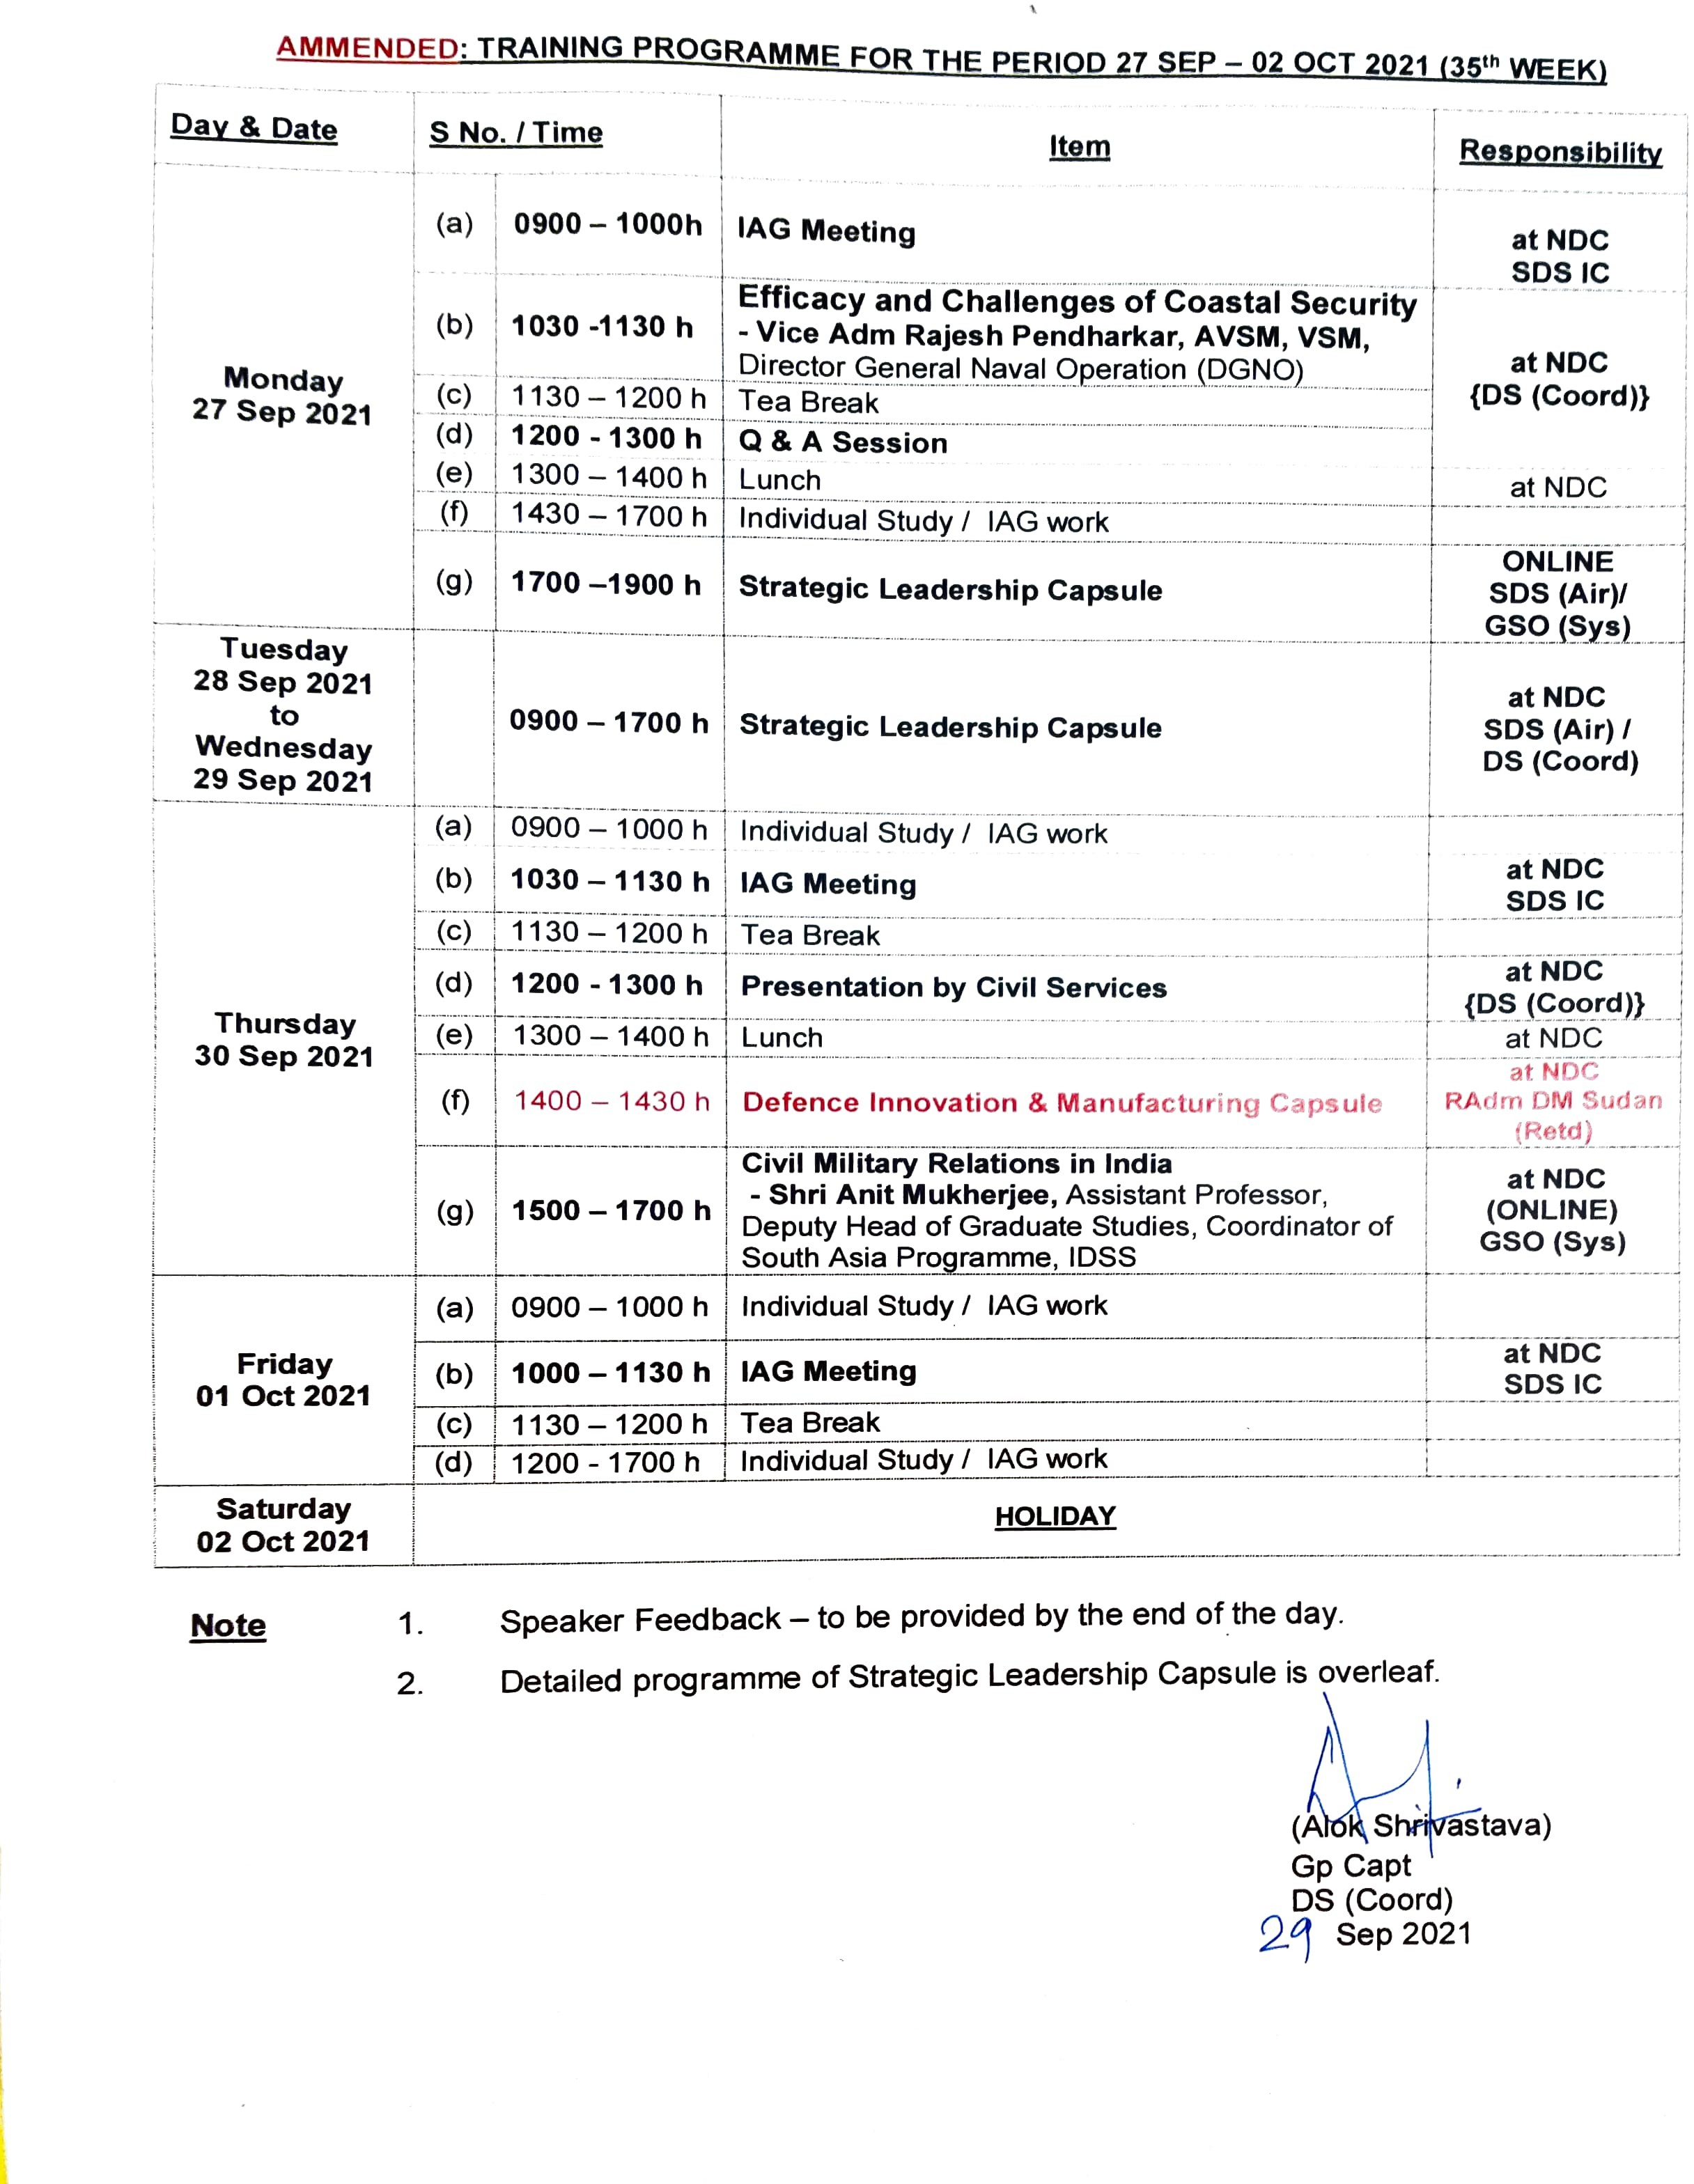 AMMENDED: TRAINING PROGRAMME FOR THE PERIOD 27 SEP – 02 OCT 2021 (35th WEEK)
Day & Date S No. / Time Item Responsibility
Monday
27 Sep 2021
(a) 0900 – 1000h IAG Meeting at NDC
SDS IC
(b) 1030 -1130 h Efficacy and Challenges of Coastal Security
- Vice Adm Rajesh Pendharkar, AVSM, VSM,
Director General Naval Operation (DGNO)
at NDC
{DS (Coord)}
(c) 1130 – 1200 h Tea Break
(d) 1200 - 1300 h Q & A Session
(e) 1300 – 1400 h Lunch at NDC
(f) 1430 – 1700 h Individual Study / IAG work
(g) 1700 –1900 h Strategic Leadership Capsule ONLINE
SDS (Air)/
GSO (Sys)
Tuesday
28 Sep 2021
to
Wednesday
29 Sep 2021
0900 – 1700 h Strategic Leadership Capsule at NDC
SDS (Air) /
DS (Coord)
Thursday
30 Sep 2021
(a) 0900 – 1000 h Individual Study / IAG work
(b) 1030 – 1130 h IAG Meeting at NDC
SDS IC
(c) 1130 – 1200 h Tea Break
(d) 1200 - 1300 h Presentation by Civil Services at NDC
{DS (Coord)}
(e) 1300 – 1400 h Lunch at NDC
(f) 1400 – 1430 h Defence Innovation & Manufacturing Capsule at NDC
RAdm DM Sudan
(Retd)
(g) 1500 – 1700 h Civil Military Relations in India
- Shri Anit Mukherjee, Assistant Professor,
Deputy Head of Graduate Studies, Coordinator of
South Asia Programme, IDSS
at NDC
(ONLINE)
GSO (Sys)
Friday
01 Oct 2021
(a) 0900 – 1000 h Individual Study / IAG work
(b) 1000 – 1130 h IAG Meeting at NDC
SDS IC
(c) 1130 – 1200 h Tea Break
(d) 1200 - 1700 h Individual Study / IAG work
Saturday
02 Oct 2021
HOLIDAY
Note 1. Speaker Feedback – to be provided by the end of the day.
2. Detailed programme of Strategic Leadership Capsule is overleaf.
(Alok Shrivastava)
Gp Capt
DS (Coord)
29 Sep 2021